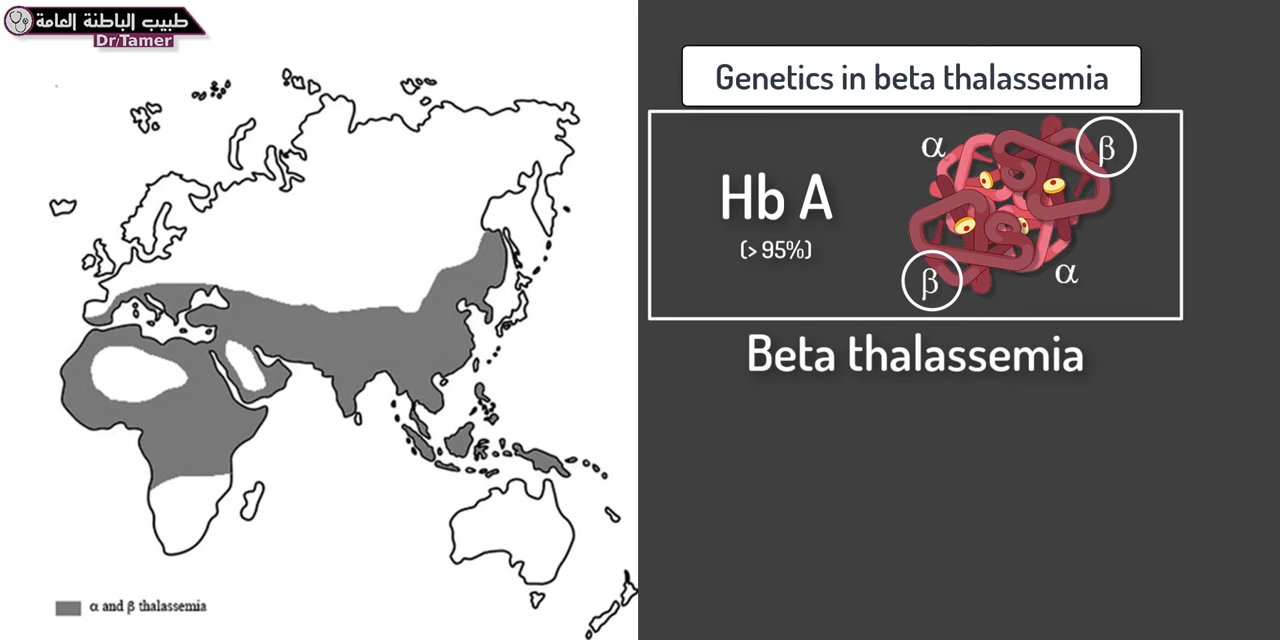 طبيب الباطنة العامة
Dr/Tamer
α and β thalassemia
Genetics in beta thalassemia
α
β
Hb A
(> 95%)
β
α
Beta thalassemia